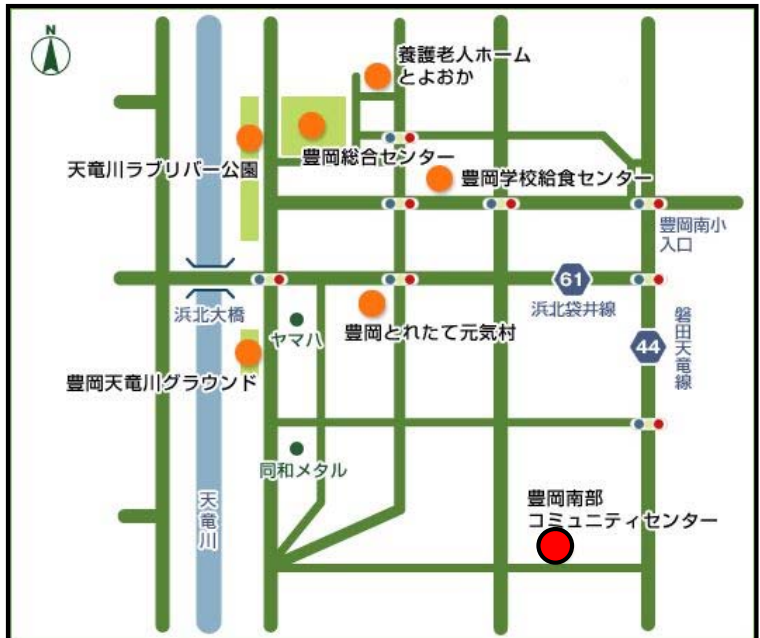 N
養護老人ホーム
とよおか
豊岡総合センター
天竜川ラブリバー公園
豊岡学校給食センター
豊岡南小
入口
61
浜北大橋
浜北袋井線
ヤマハ
豊岡とれたて元気村
44
磐田天竜線
豊岡天竜川グラウンド
同和メタル
天竜川
豊岡南部
コミュニティセンター